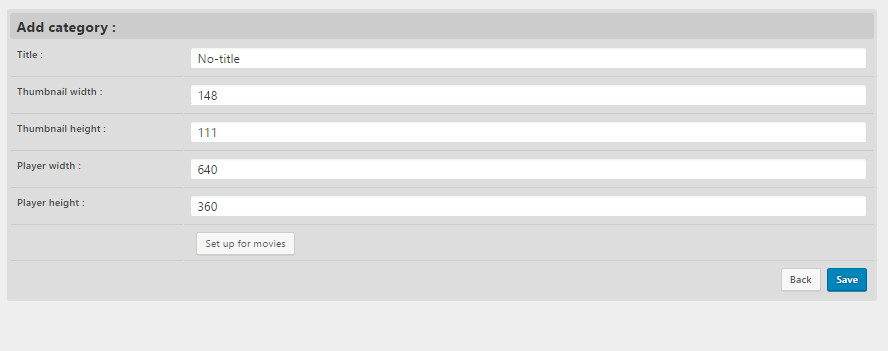 Add category :
Title :
No-title
Thumbnail width :
148
Thumbnail height :
111
Player width :
640
Player height :
360
Set up for movies
Back
Save